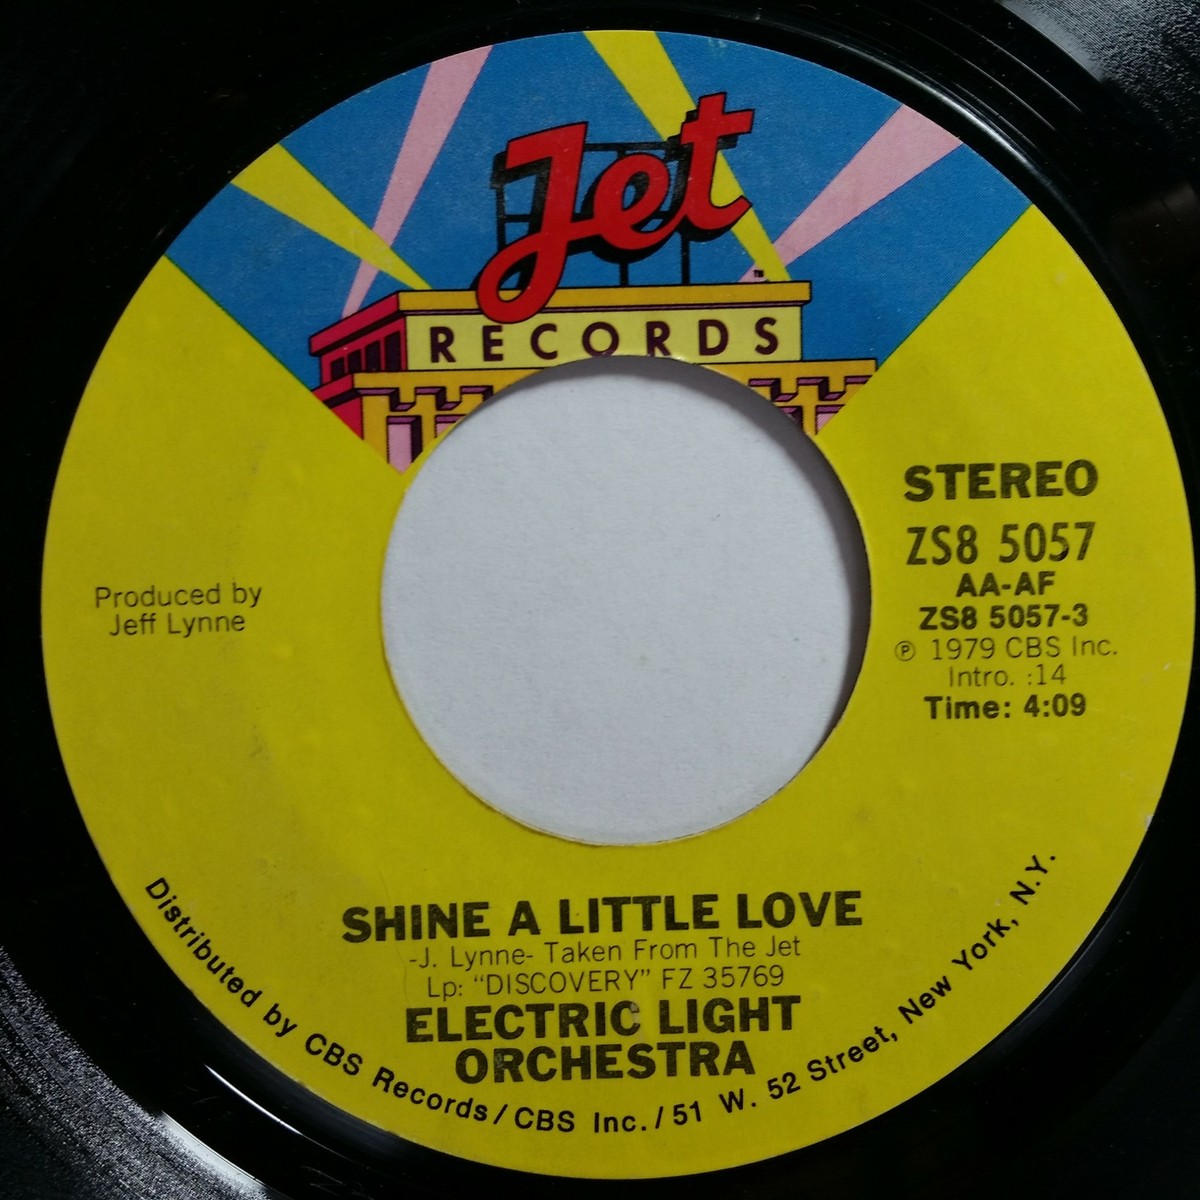 Jet
TM
RECORDS
STEREO
ZS8 5057
AA-AF
ZS8 5057-3
℗ 1979 CBS Inc.
Intro. :14
Time: 4:09
Produced by
Jeff Lynne
SHINE A LITTLE LOVE
-J. Lynne- Taken From The Jet
Lp: "DISCOVERY" FZ 35769
ELECTRIC LIGHT
ORCHESTRA
Distributed by CBS Records/CBS Inc./51 W. 52 Street, New York, N.Y.